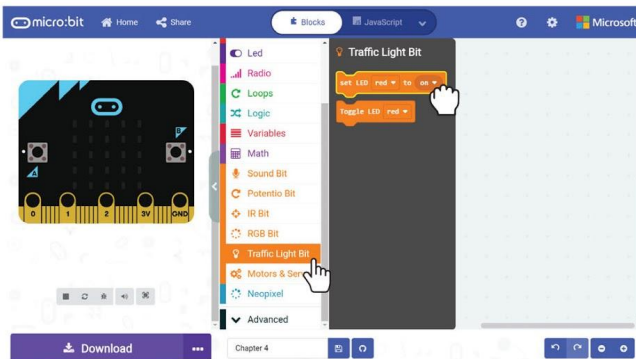 micro:bit Home Share Blocks JavaScript Microsoft
Led
Radio
Loops
Logic
Variables
Math
Sound Bit
Potentio Bit
IR Bit
RGB Bit
Traffic Light Bit
Motors & Ser
Neopixel
Advanced
Traffic Light Bit
set LED red to on
Toggle LED red
B
A
0 1 2 3V GND
Download
Chapter 4